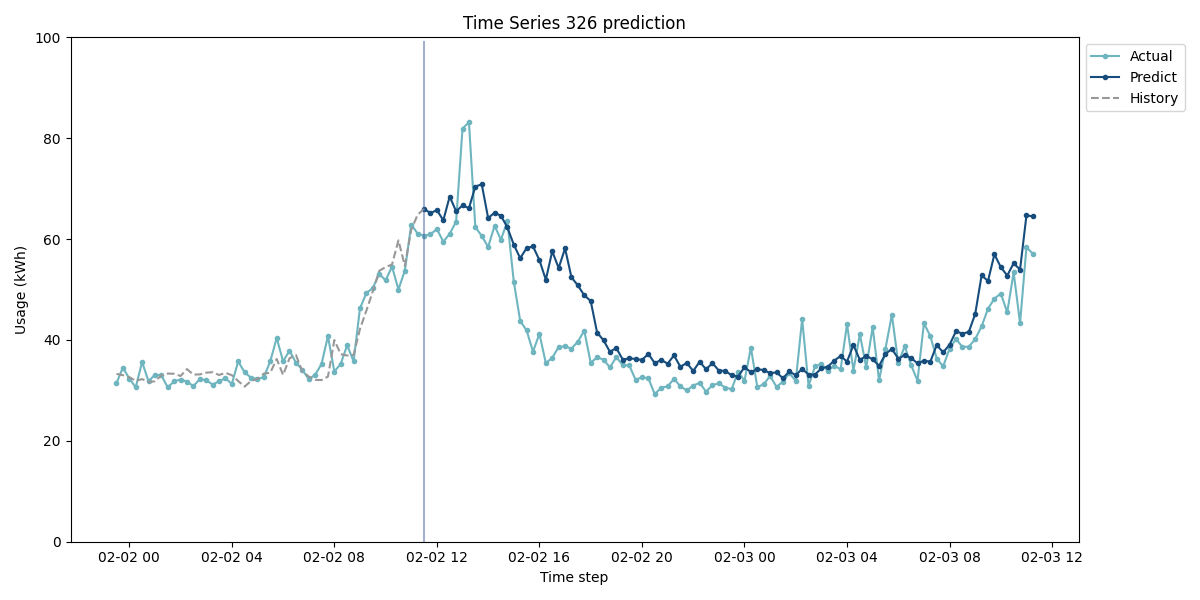 Time Series 326 prediction
100
80
60
40
20
0
Usage (kWh)
02-02 00 02-02 04 02-02 08 02-02 12 02-02 16 02-02 20 02-03 00 02-03 04 02-03 08 02-03 12
Time step
Actual
Predict
History